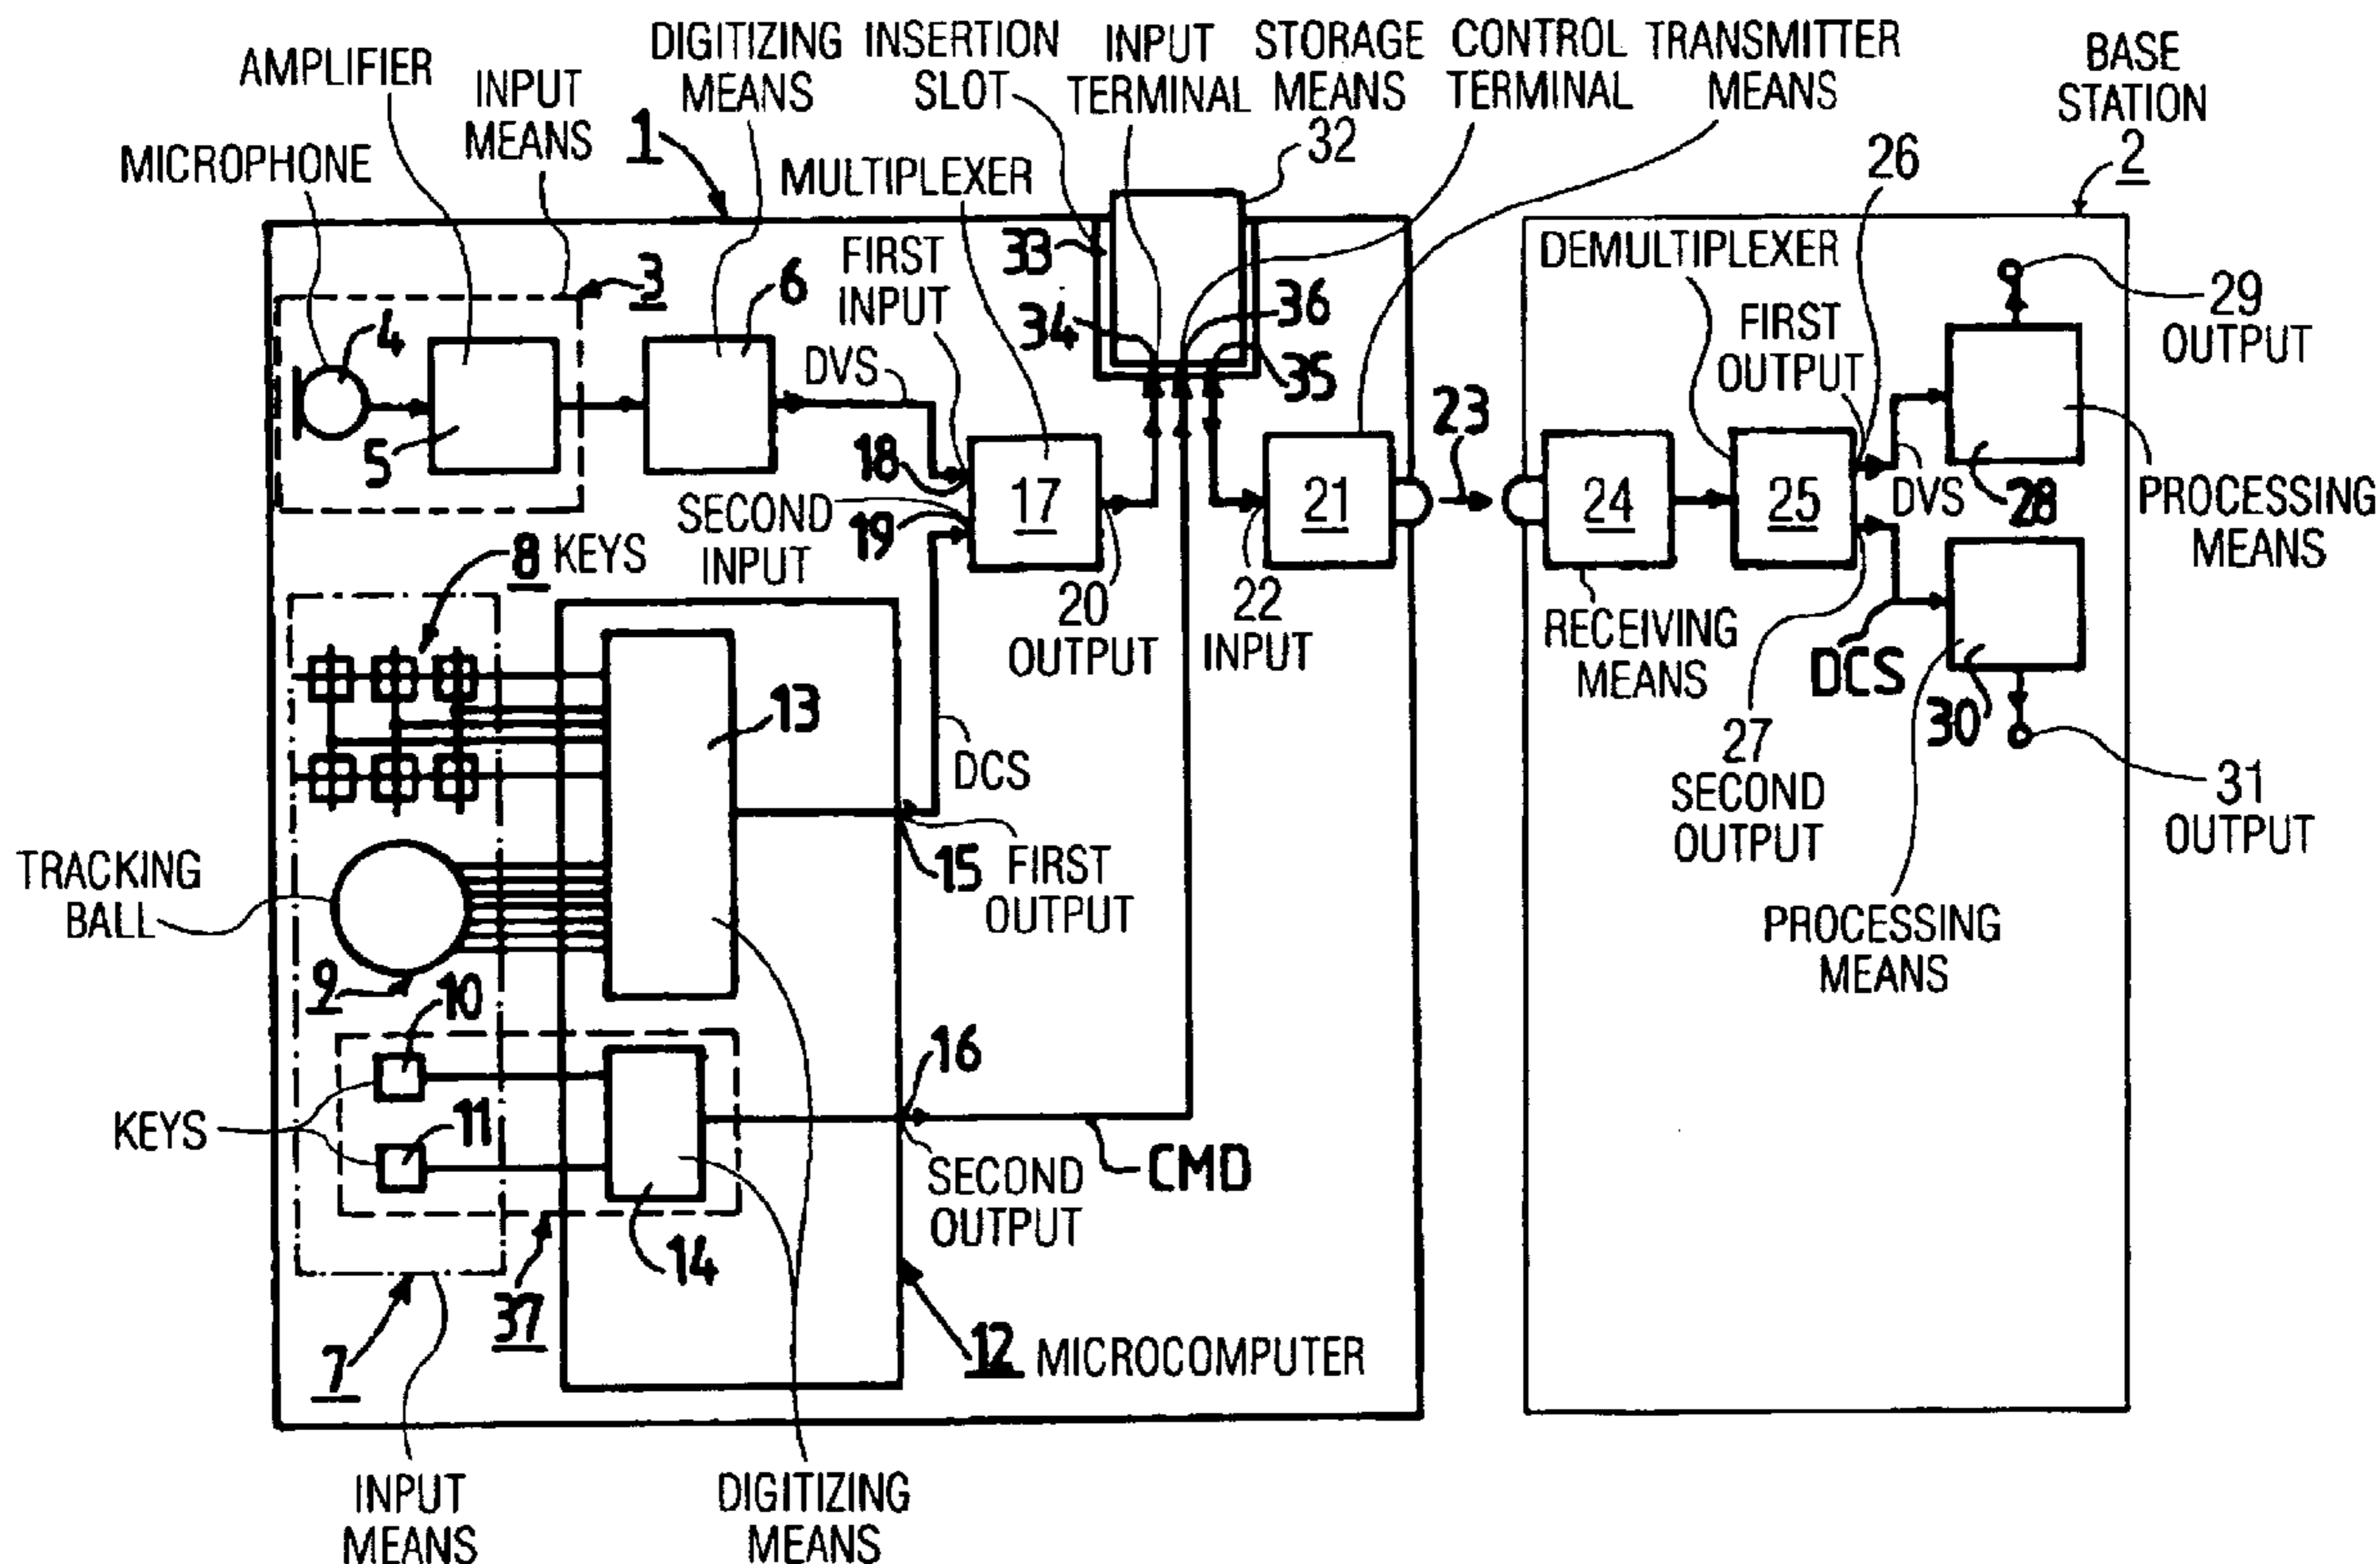 DIGITIZING MEANS
INSERTION SLOT
INPUT TERMINAL
STORAGE MEANS
CONTROL TERMINAL
TRANSMITTER MEANS
BASE STATION
2
AMPLIFIER
INPUT MEANS
1
MICROPHONE
MULTIPLEXER
32
26
3
6
FIRST INPUT
33
DEMULTIPLEXER
4
34
36
FIRST OUTPUT
29
OUTPUT
DVS
35
23
5
18
SECOND INPUT
19
17
21
24
25
DVS
28
PROCESSING MEANS
8 KEYS
20
OUTPUT
22
INPUT
RECEIVING MEANS
DCS
30
13
DCS
27
SECOND OUTPUT
31
OUTPUT
TRACKING BALL
15
FIRST OUTPUT
PROCESSING MEANS
9
10
16
KEYS
11
SECOND OUTPUT
CMD
14
37
7
12 MICROCOMPUTER
INPUT MEANS
DIGITIZING MEANS